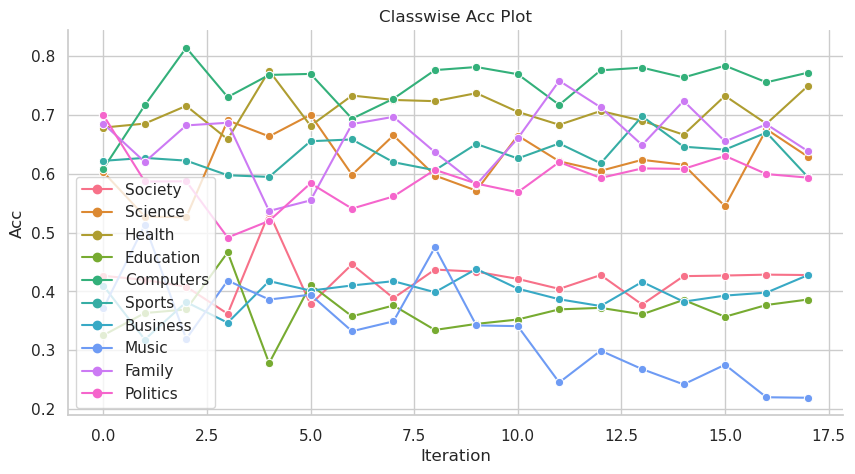 Classwise Acc Plot
Acc
0.8
0.7
0.6
0.5
0.4
0.3
0.2
Society
Science
Health
Education
Computers
Sports
Business
Music
Family
Politics
0.0 2.5 5.0 7.5 10.0 12.5 15.0 17.5
Iteration